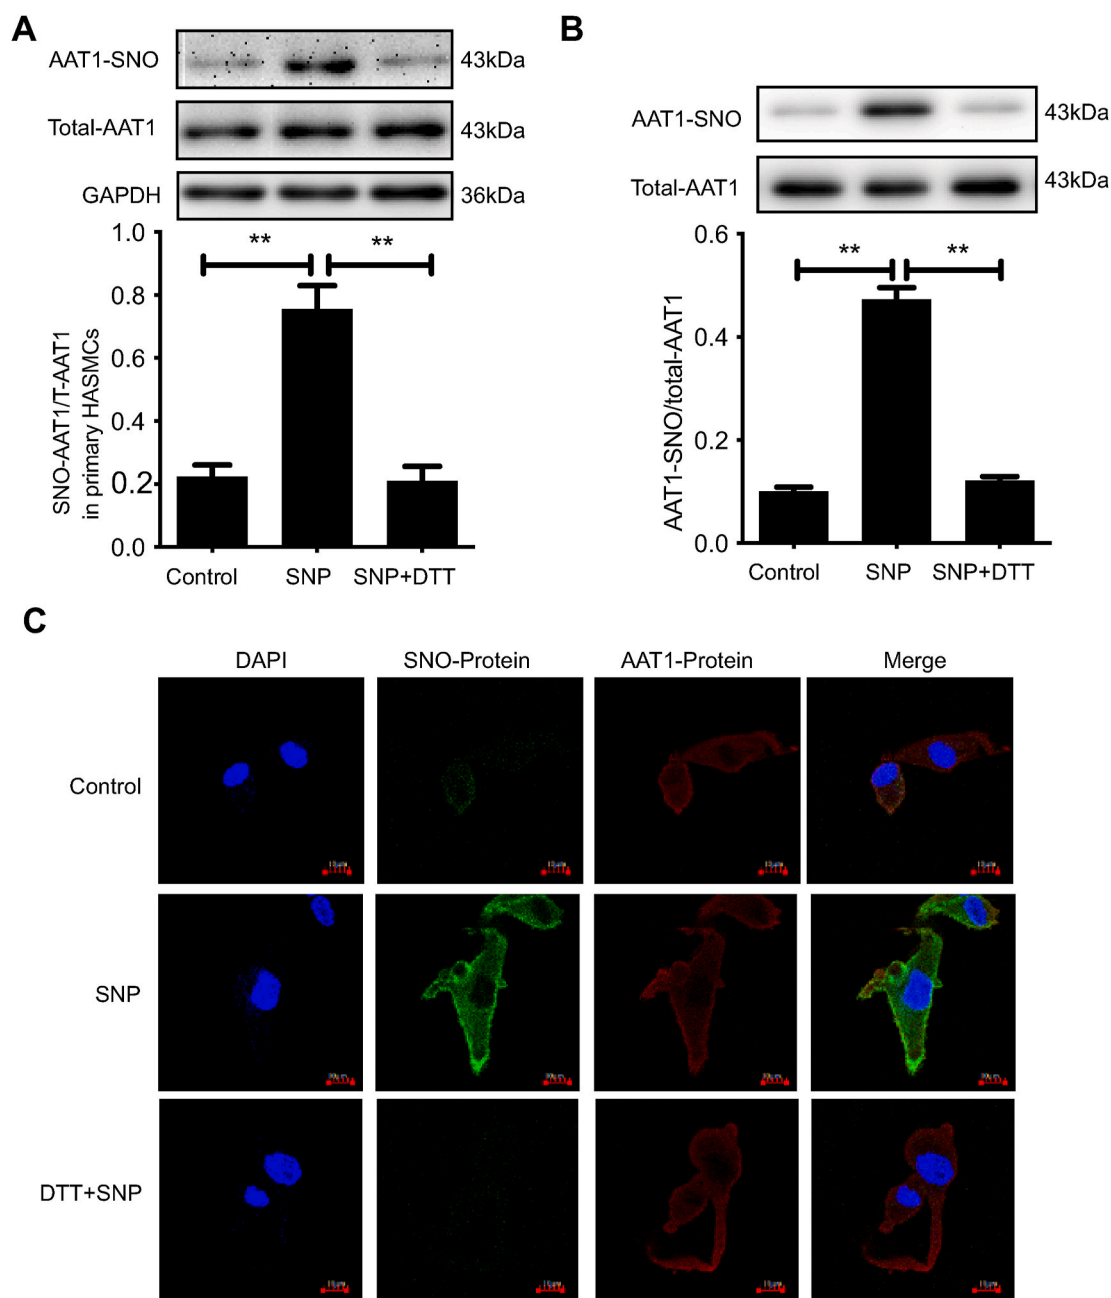 A
AAT1-SNO
43kDa
Total-AAT1
43kDa
GAPDH
36kDa
1.0
0.8
0.6
0.4
0.2
0.0
SNO-AAT1/T-AAT1
in primary HASMCs
** **
Control SNP SNP+DTT
B
AAT1-SNO
43kDa
Total-AAT1
43kDa
0.6
0.4
0.2
0.0
AAT1-SNO/total-AAT1
** **
Control SNP SNP+DTT
C
DAPI SNO-Protein AAT1-Protein Merge
Control
SNP
DTT+SNP